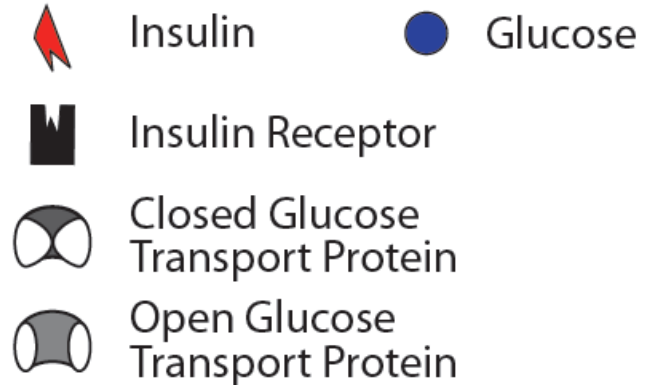 Insulin
Glucose
Insulin Receptor
Closed Glucose
Transport Protein
Open Glucose
Transport Protein